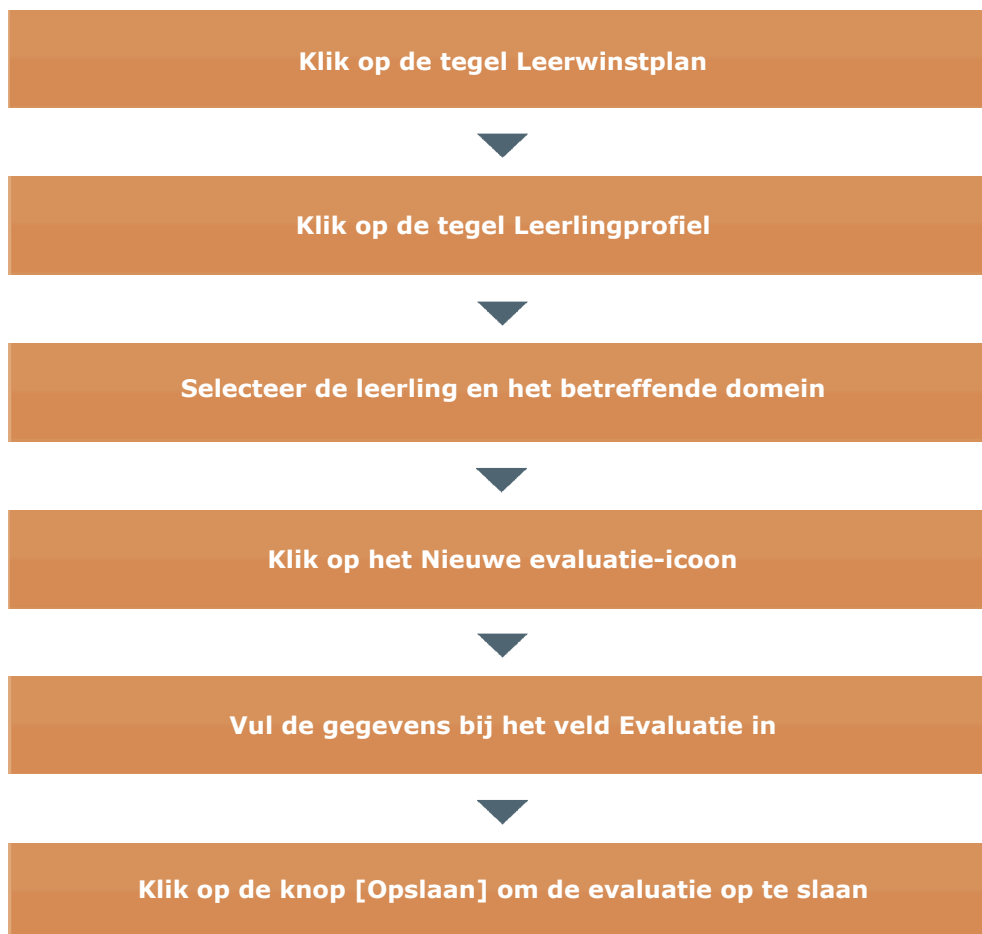 Klik op de tegel Leerwinstplan
Klik op de tegel Leerlingprofiel
Selecteer de leerling en het betreffende domein
Klik op het Nieuwe evaluatie-icoon
Vul de gegevens bij het veld Evaluatie in
Klik op de knop [Opslaan] om de evaluatie op te slaan